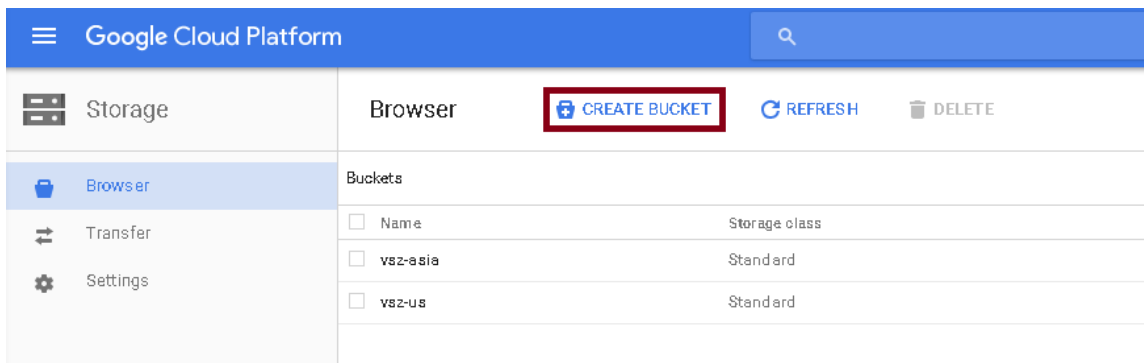 Google Cloud Platform
Storage
Browser CREATE BUCKET REFRESH DELETE
Browser
Transfer
Settings
Buckets
Name Storage class
vsz-asia Standard
vsz-us Standard